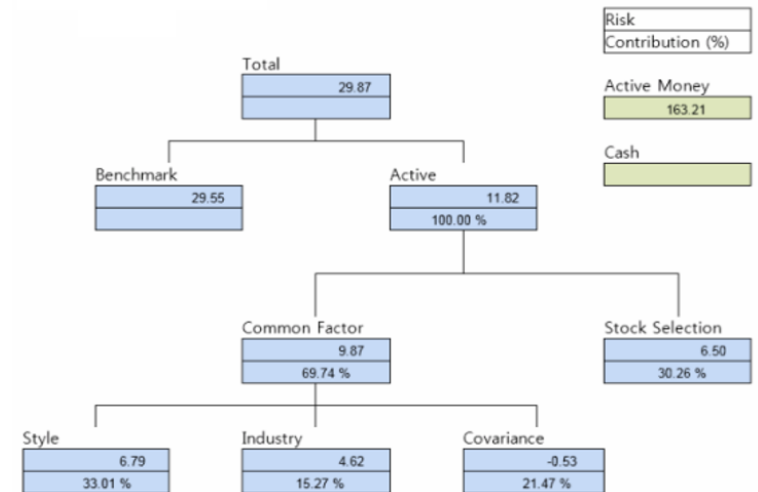 Risk
Contribution (%)
Total
29.87
Active Money
163.21
Cash
Benchmark
29.55
Active
11.82
100.00 %
Common Factor
9.87
69.74 %
Stock Selection
6.50
30.26 %
Style
6.79
33.01 %
Industry
4.62
15.27 %
Covariance
-0.53
21.47 %